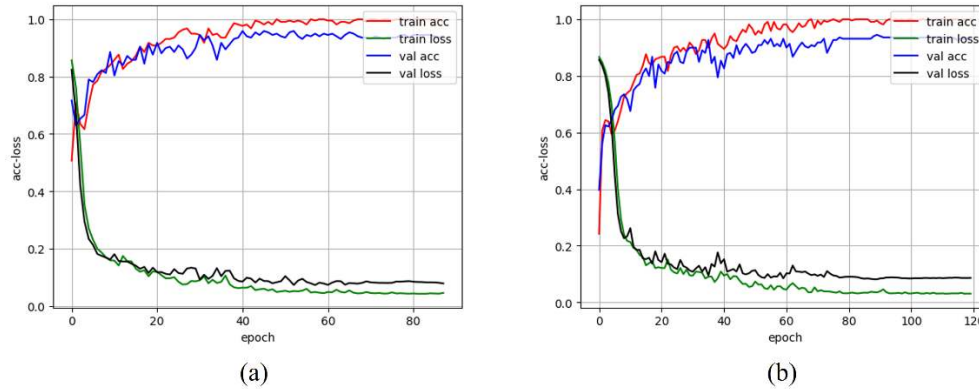 1.0
0.8
0.6
0.4
0.2
0.0
acc-loss
train acc
train loss
val acc
val loss
0 20 40 60 80
epoch
(a)
1.0
0.8
0.6
0.4
0.2
0.0
acc-loss
train acc
train loss
val acc
val loss
0 20 40 60 80 100 120
epoch
(b)